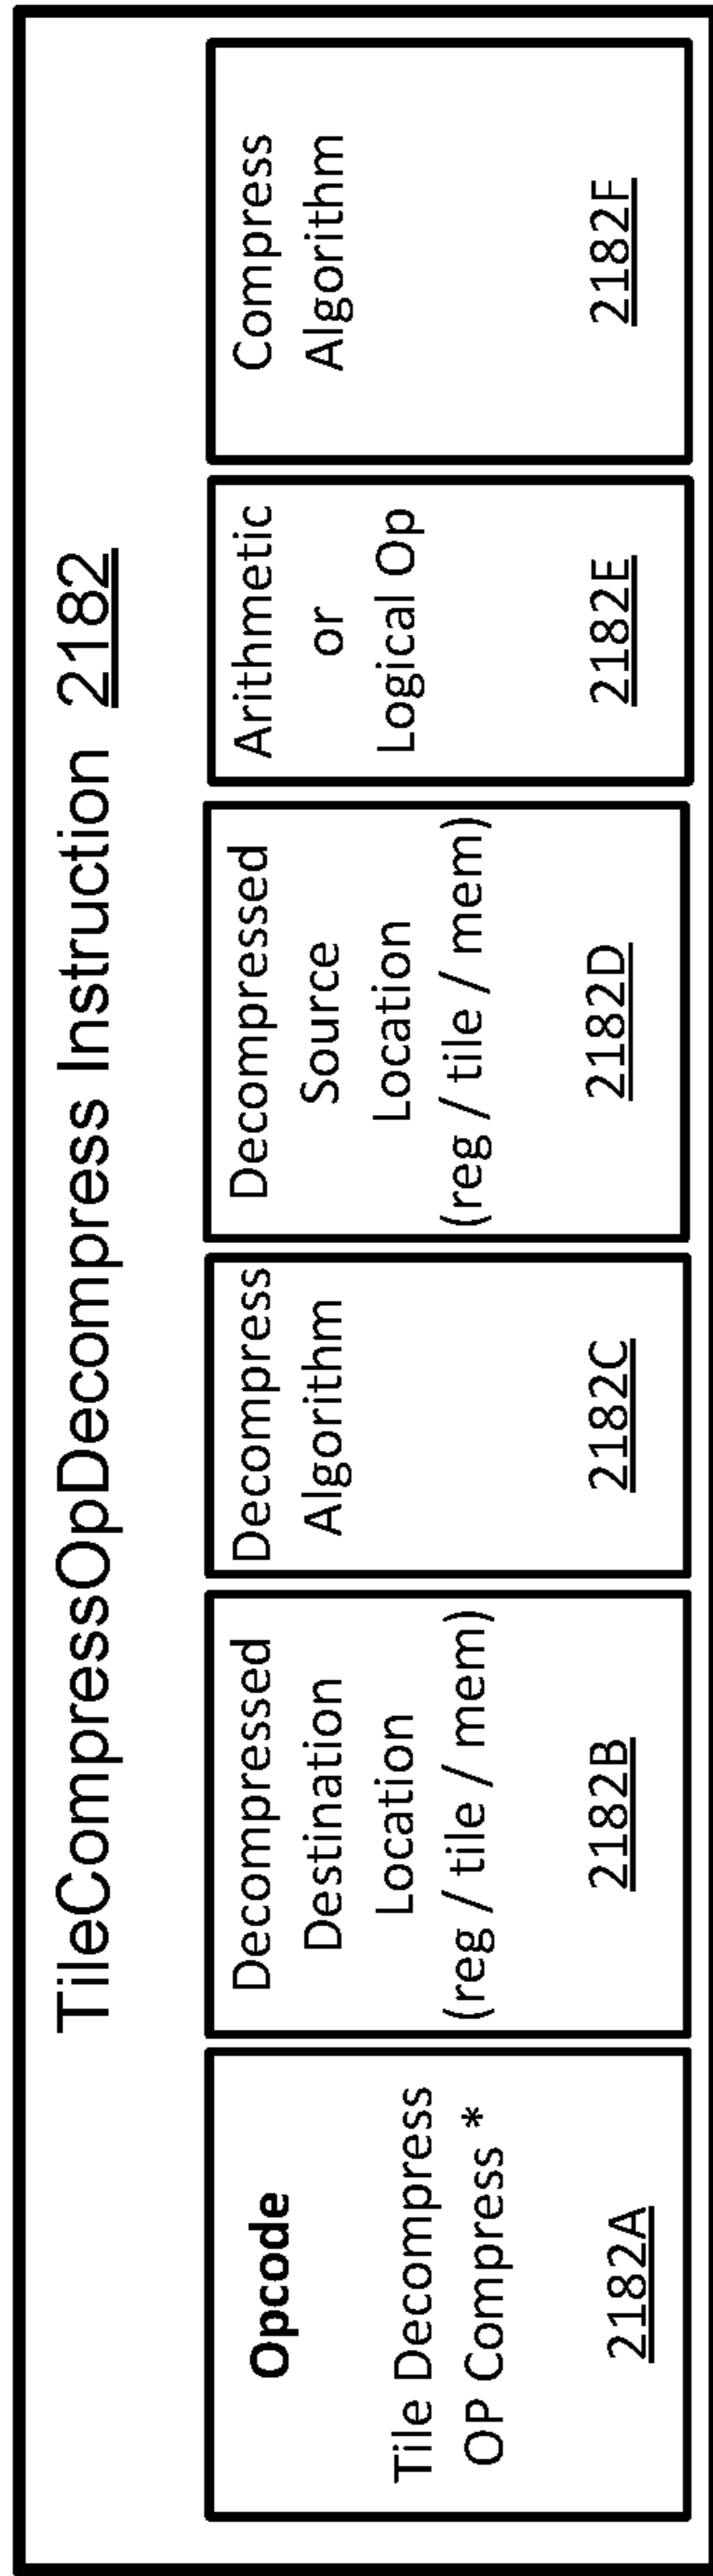 TileCompressOpDecompress Instruction 2182
Opcode
Tile Decompress
OP Compress *
2182A
Decompressed
Destination
Location
(reg / tile / mem)
2182B
Decompress
Algorithm
2182C
Decompressed
Source
Location
(reg / tile / mem)
2182D
Arithmetic
or
Logical Op
2182E
Compress
Algorithm
2182F